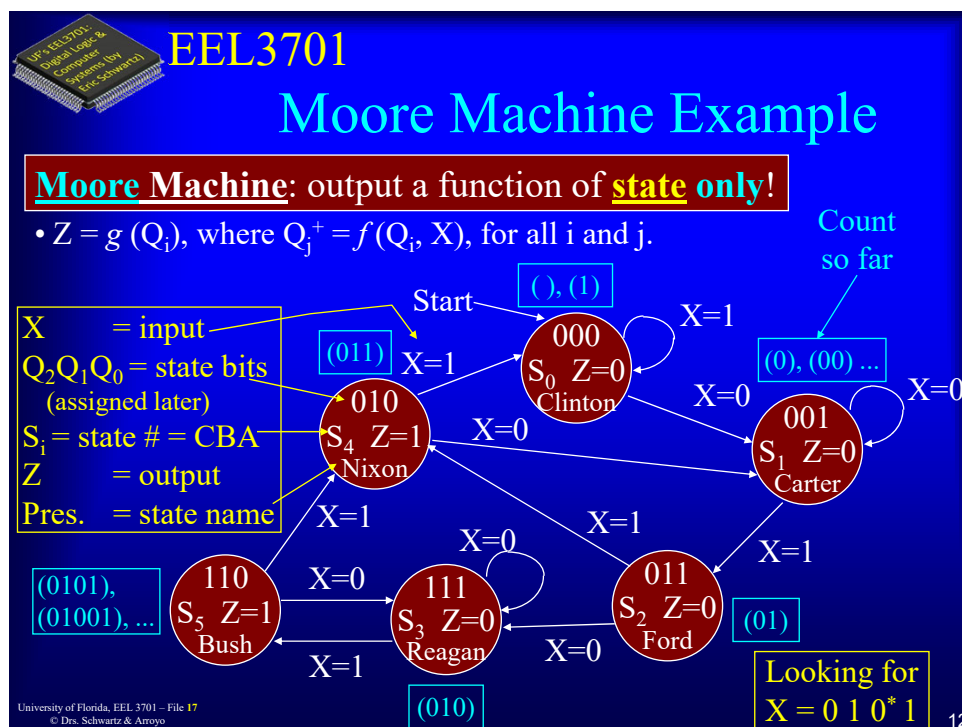 UF's EEL3701:
Digital Logic &
Computer
Systems (by
Eric Schwartz)
EEL3701
Moore Machine Example
Moore Machine: output a function of state only!
• Z = g (Qᵢ), where Qⱼ⁺ = f (Qᵢ, X), for all i and j.
Count
so far
Start
( ), (1)
000
S₀ Z=0
Clinton
X=1
X = input
Q₂Q₁Q₀ = state bits
(assigned later)
Sᵢ = state # = CBA
Z = output
Pres. = state name
(011)
X=1
010
S₄ Z=1
Nixon
X=0
X=0
(0), (00) ...
X=0
001
S₁ Z=0
Carter
X=1
X=1
X=1
X=0
(0101),
(01001), ...
110
S₅ Z=1
Bush
X=0
111
S₃ Z=0
Reagan
X=1
X=0
011
S₂ Z=0
Ford
(01)
(010)
Looking for
X = 0 1 0* 1
University of Florida, EEL 3701 – File 17
© Drs. Schwartz & Arroyo